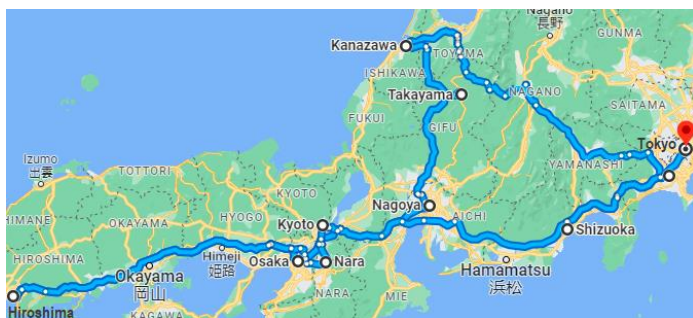 Nagano
長野
Kanazawa
TOYAMA
GUNMA
ISHIKAWA
NAGANO
Takayama
SAITAMA
FUKUI
GIFU
Tokyo
Izumo
出雲
TOTTORI
YAMANASHI
KYOTO
Nagoya
SHIMANE
OKAYAMA
HYOGO
Kyoto
AICHI
Shizuoka
HIROSHIMA
Himeji
姫路
Osaka
Nara
Okayama
岡山
Hamamatsu
浜松
NARA
MIE
Hiroshima
KAGAWA